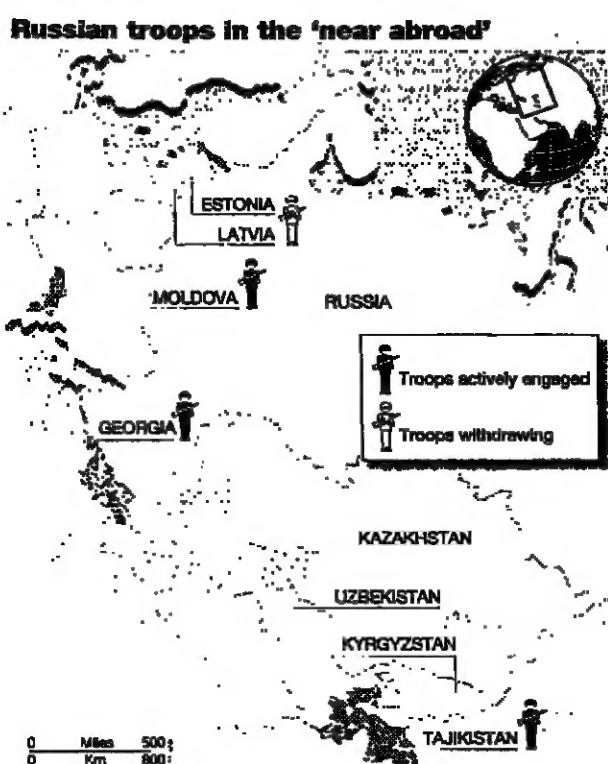 Russian troops in the ‘near abroad’
ESTONIA
LATVIA
MOLDOVA
RUSSIA
Troops actively engaged
Troops withdrawing
GEORGIA
KAZAKHSTAN
UZBEKISTAN
KYRGYZSTAN
TAJIKISTAN
0 Miles 500
0 Km 800